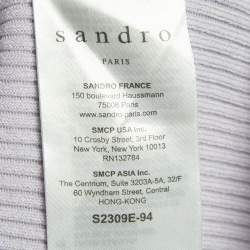 sandro
PARIS
SANDRO FRANCE
150 boulevard Haussmann
75008 Paris
www.sandro-paris.com
SMCP USA Inc.
10 Crosby Street, 3rd Floor
New York, New York 10013
RN132784
SMCP ASIA Ltd.
The Centrium, Suite 3203A-5A, 32/F
60 Wyndham Street, Central
HONG-KONG
S2309E-94